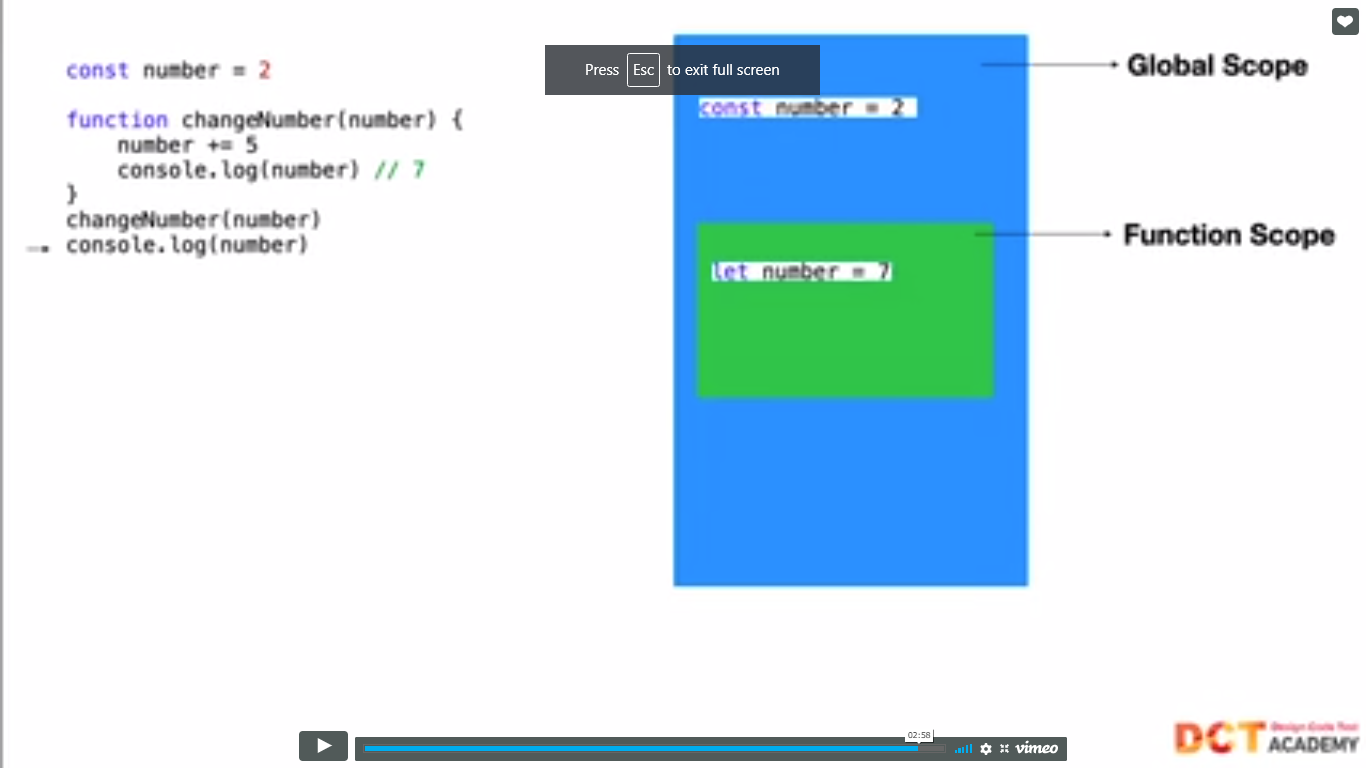 Press Esc to exit full screen
const number = 2
function changeNumber(number) {
number += 5
console.log(number) // 7
}
changeNumber(number)
console.log(number)
const number = 2
let number = 7
Global Scope
Function Scope
02:58
vimeo
DCT Design Code Test
ACADEMY